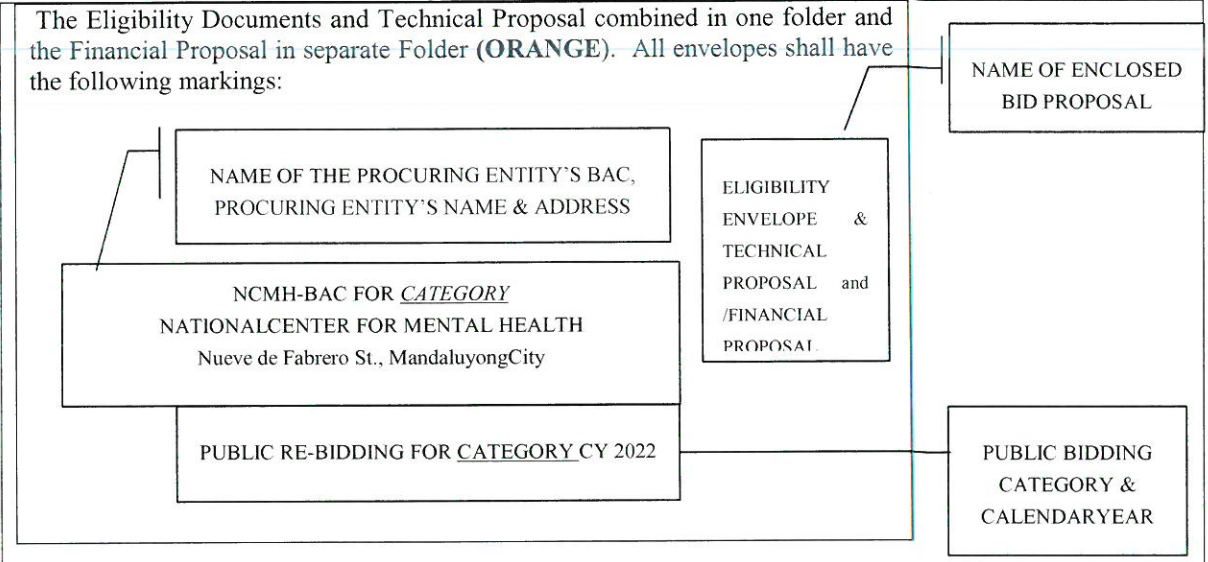 The Eligibility Documents and Technical Proposal combined in one folder and
the Financial Proposal in separate Folder (ORANGE). All envelopes shall have
the following markings:
NAME OF ENCLOSED
BID PROPOSAL
NAME OF THE PROCURING ENTITY'S BAC,
PROCURING ENTITY'S NAME & ADDRESS
ELIGIBILITY
ENVELOPE &
TECHNICAL
PROPOSAL and
/FINANCIAL
PROPOSAL
NCMH-BAC FOR CATEGORY
NATIONALCENTER FOR MENTAL HEALTH
Nueve de Fabrero St., MandaluyongCity
PUBLIC RE-BIDDING FOR CATEGORY CY 2022
PUBLIC BIDDING
CATEGORY &
CALENDARYEAR